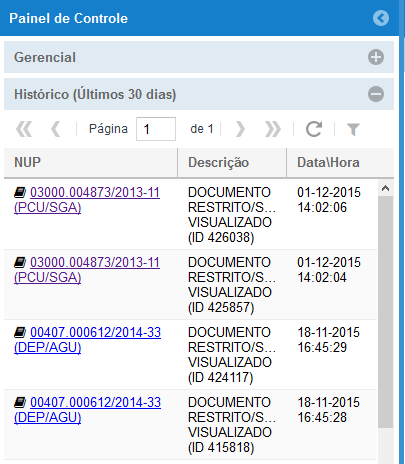 Painel de Controle
Gerencial
Histórico (Últimos 30 dias)
Página 1 de 1
NUP Descrição Data\Hora
03000.004873/2013-11 DOCUMENTO 01-12-2015
(PCU/SGA) RESTRITO/S... 14:02:06
VISUALIZADO
(ID 426038)
03000.004873/2013-11 DOCUMENTO 01-12-2015
(PCU/SGA) RESTRITO/S... 14:02:04
VISUALIZADO
(ID 425857)
00407.000612/2014-33 DOCUMENTO 18-11-2015
(DEP/AGU) RESTRITO/S... 16:45:29
VISUALIZADO
(ID 424117)
00407.000612/2014-33 DOCUMENTO 18-11-2015
(DEP/AGU) RESTRITO/S... 16:45:28
VISUALIZADO
(ID 415818)